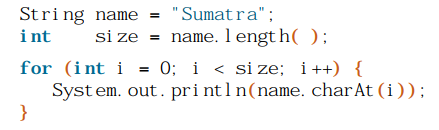 String name = "Sumatra";
int    size = name.length( );
for (int i = 0; i < size; i++) {
   System.out.println(name.charAt(i));
}